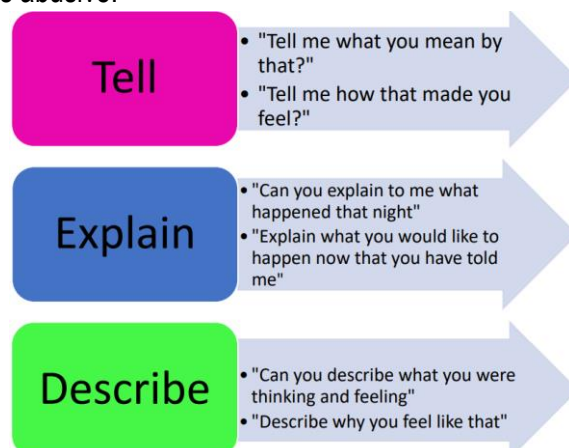 Tell
• "Tell me what you mean by
that?"
• "Tell me how that made you
feel?"
Explain
• "Can you explain to me what
happened that night"
• "Explain what you would like to
happen now that you have told
me"
Describe
• "Can you describe what you were
thinking and feeling"
• "Describe why you feel like that"